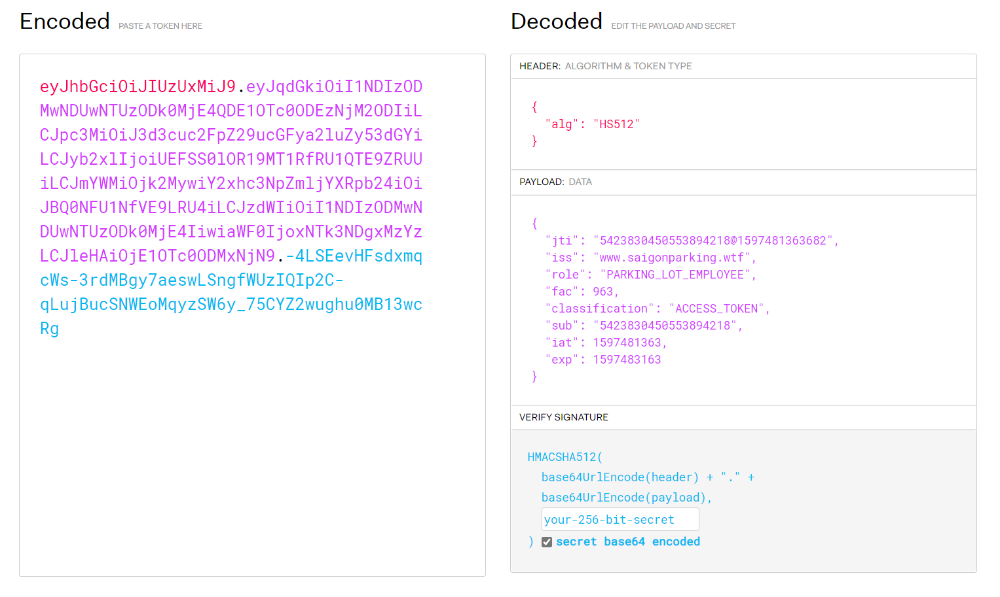 Encoded PASTE A TOKEN HERE
eyJhbGciOiJIUzUxMiJ9.eyJqdGkiOiI1NDIzOD
MwNDUwNTUzODk0MjE4QDE1OTc0ODEzNjM2ODIiL
CJpc3MiOiJ3d3cuc2FpZ29ucGFya2luZy53dGYi
LCJyb2xlIjoiUEFSS0lOR19MT1RfRU1QTE9ZRUU
iLCJmYWMiOjk2MywiY2xhc3NpZmljYXRpb24iOi
JBQ0NFU1NfVE9LRU4iLCJzdWIiOiI1NDIzODMwN
DUwNTUzODk0MjE4IiwiaWF0IjoxNTk3NDgxMzYz
LCJleHAiOjE1OTc0ODMxNjN9.-4LSEevHFsdxmq
cWs-3rdMBgy7aeswLSngfWUzIQIp2C-
qLujBucSNWEoMqyzSW6y_75CYZ2wughu0MB13wc
Rg
Decoded EDIT THE PAYLOAD AND SECRET
HEADER: ALGORITHM & TOKEN TYPE
{
"alg": "HS512"
}
PAYLOAD: DATA
{
"jti": "5423830450553894218@1597481363682",
"iss": "www.saigonparking.wtf",
"role": "PARKING_LOT_EMPLOYEE",
"fac": 963,
"classification": "ACCESS_TOKEN",
"sub": "5423830450553894218",
"iat": 1597481363,
"exp": 1597483163
}
VERIFY SIGNATURE
HMACSHA512(
base64UrlEncode(header) + "." +
base64UrlEncode(payload),
your-256-bit-secret
) secret base64 encoded